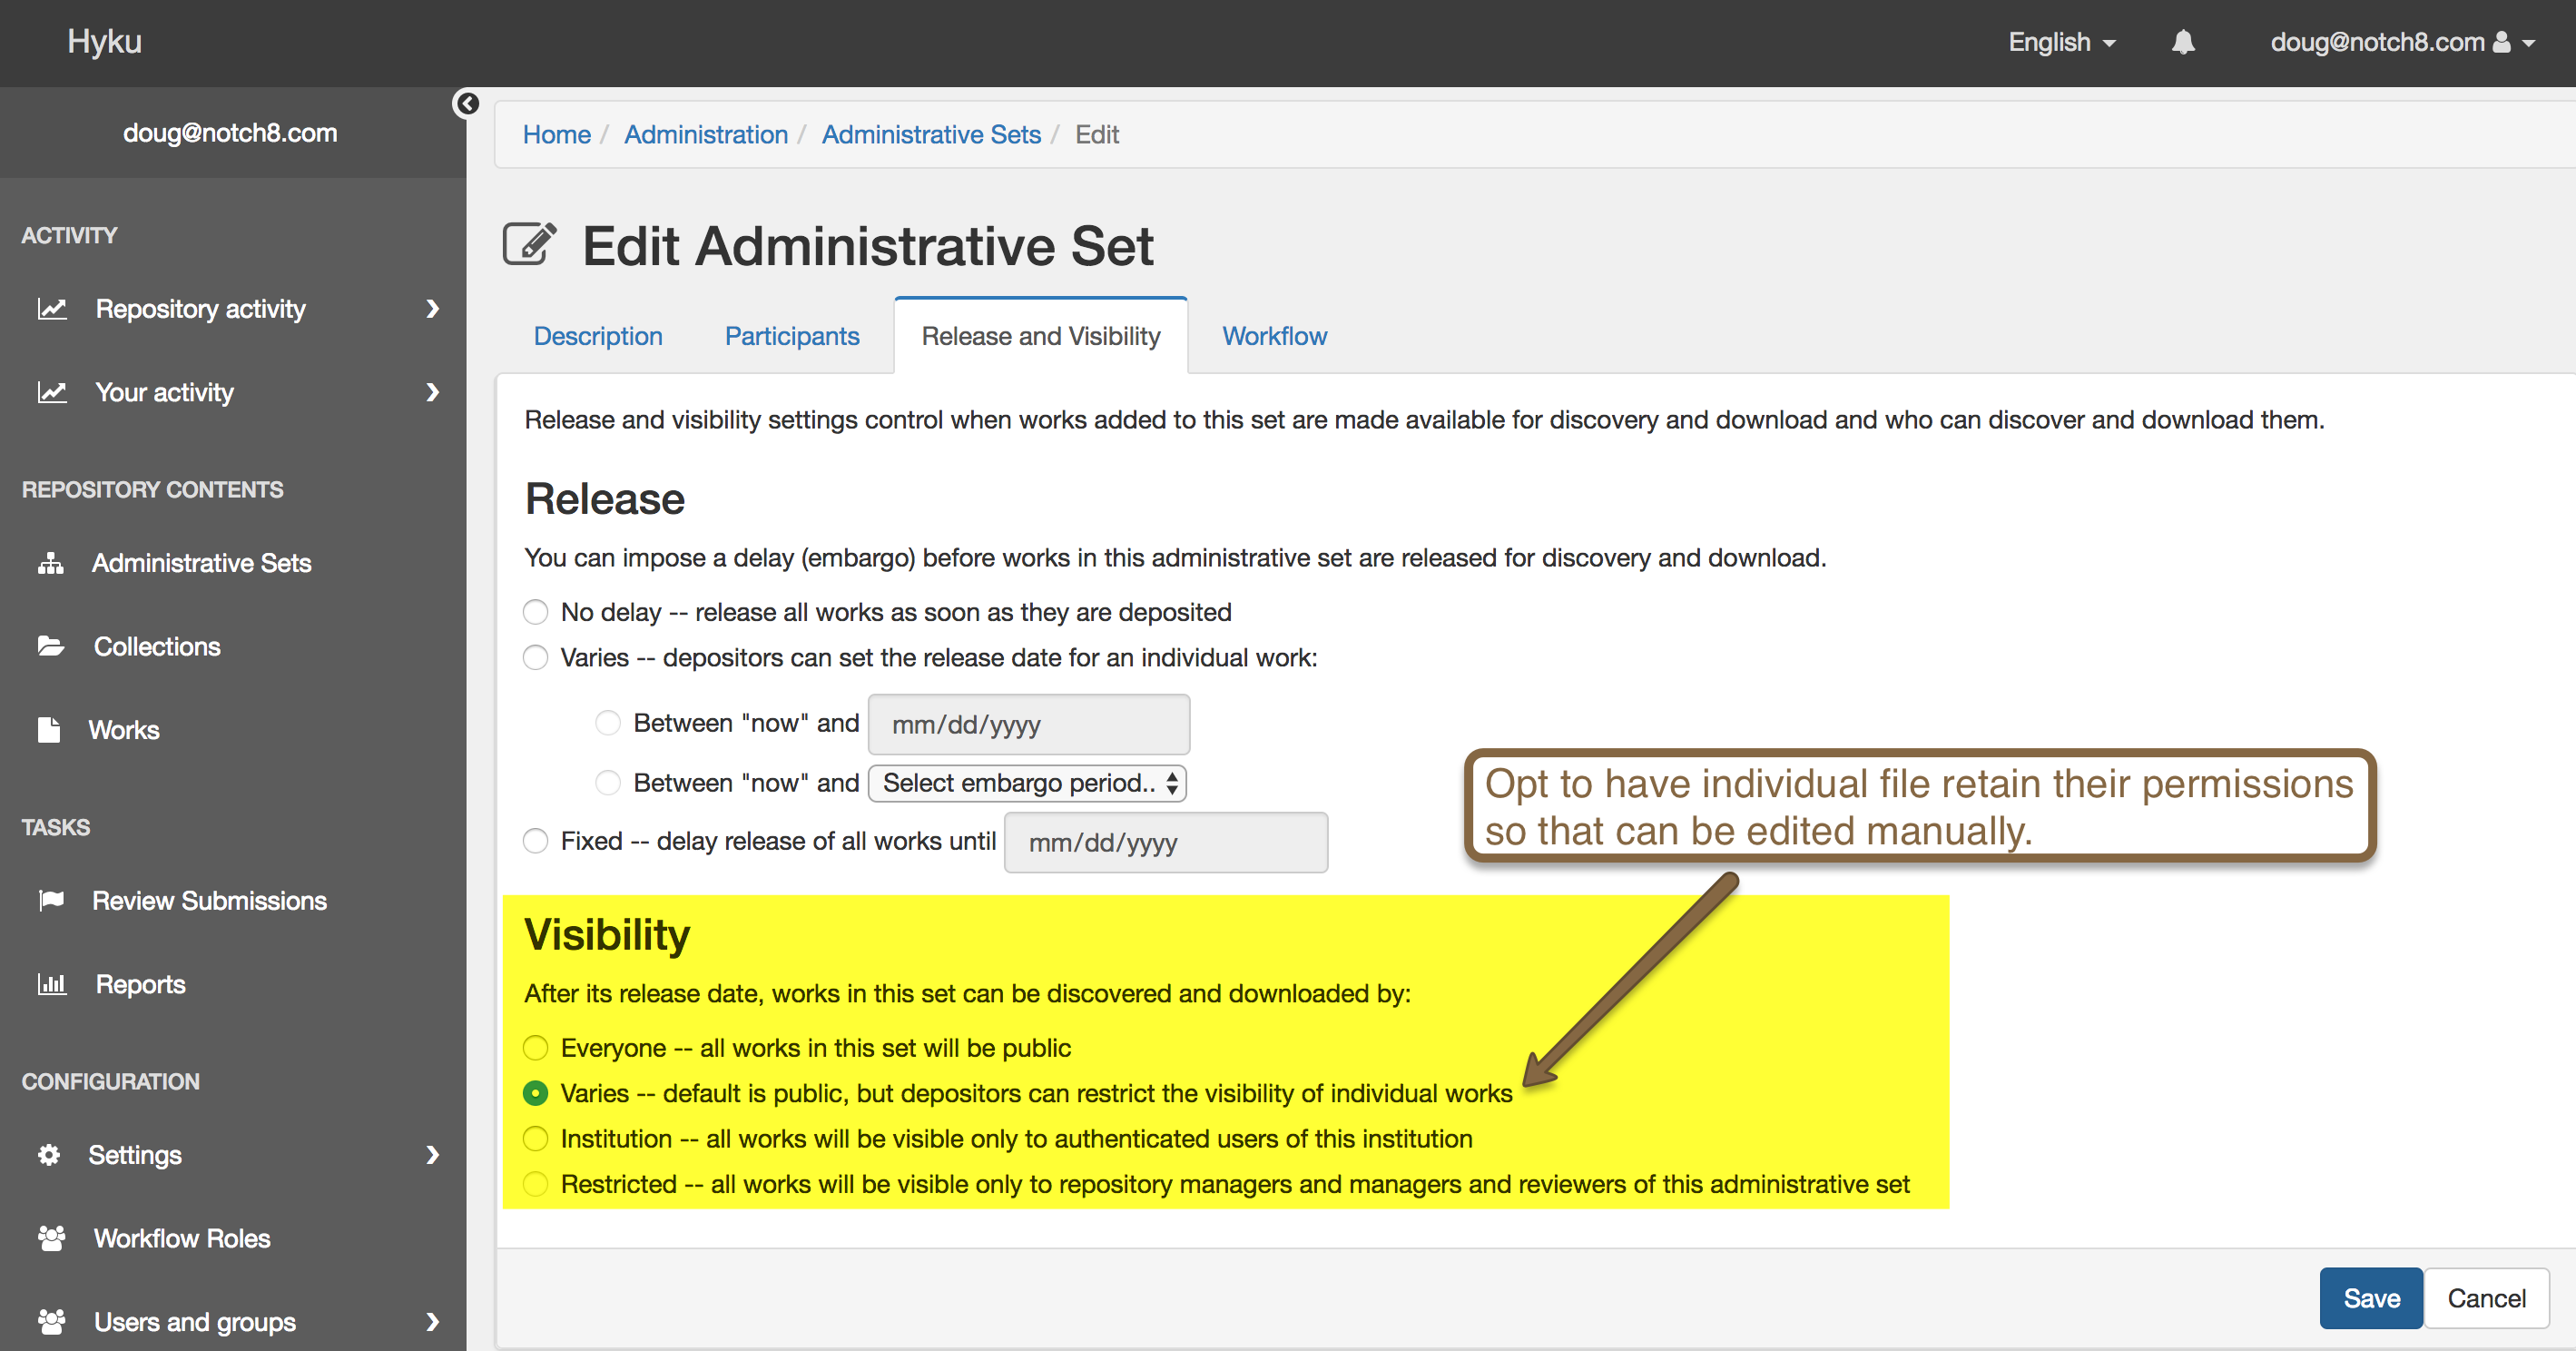 Hyku
English
doug@notch8.com
doug@notch8.com
ACTIVITY
Repository activity
Your activity
REPOSITORY CONTENTS
Administrative Sets
Collections
Works
TASKS
Review Submissions
Reports
CONFIGURATION
Settings
Workflow Roles
Users and groups
Home / Administration / Administrative Sets / Edit
Edit Administrative Set
Description Participants Release and Visibility Workflow
Release and visibility settings control when works added to this set are made available for discovery and download and who can discover and download them.
Release
You can impose a delay (embargo) before works in this administrative set are released for discovery and download.
No delay -- release all works as soon as they are deposited
Varies -- depositors can set the release date for an individual work:
Between "now" and mm/dd/yyyy
Between "now" and Select embargo period..
Fixed -- delay release of all works until mm/dd/yyyy
Opt to have individual file retain their permissions
so that can be edited manually.
Visibility
After its release date, works in this set can be discovered and downloaded by:
Everyone -- all works in this set will be public
Varies -- default is public, but depositors can restrict the visibility of individual works
Institution -- all works will be visible only to authenticated users of this institution
Restricted -- all works will be visible only to repository managers and managers and reviewers of this administrative set
Save Cancel